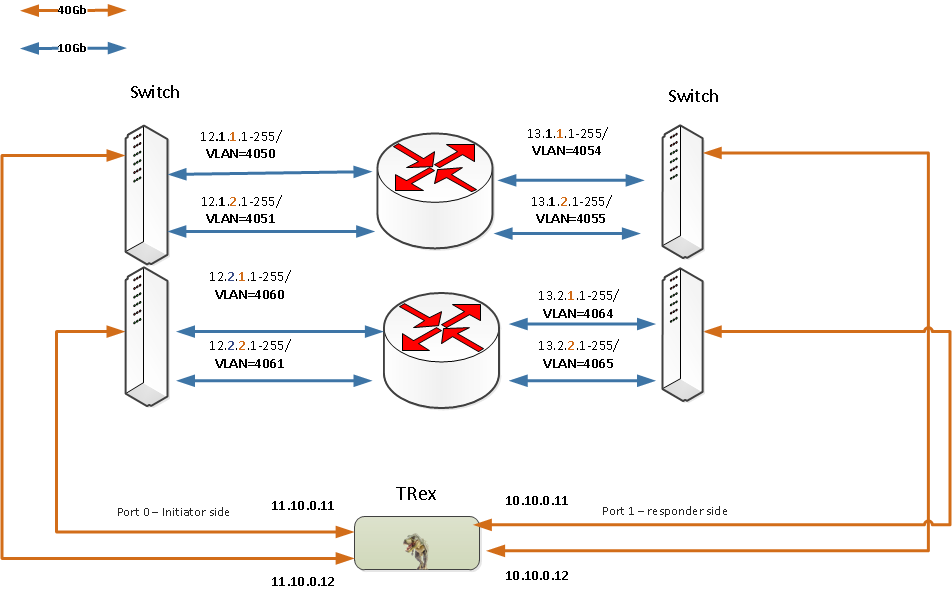 40Gb
10Gb
Switch
Switch
12.1.1.1-255/
VLAN=4050
13.1.1.1-255/
VLAN=4054
12.1.2.1-255/
VLAN=4051
13.1.2.1-255/
VLAN=4055
12.2.1.1-255/
VLAN=4060
13.2.1.1-255/
VLAN=4064
12.2.2.1-255/
VLAN=4061
13.2.2.1-255/
VLAN=4065
TRex
11.10.0.11
10.10.0.11
Port 0 – Initiator side
Port 1 – responder side
11.10.0.12
10.10.0.12